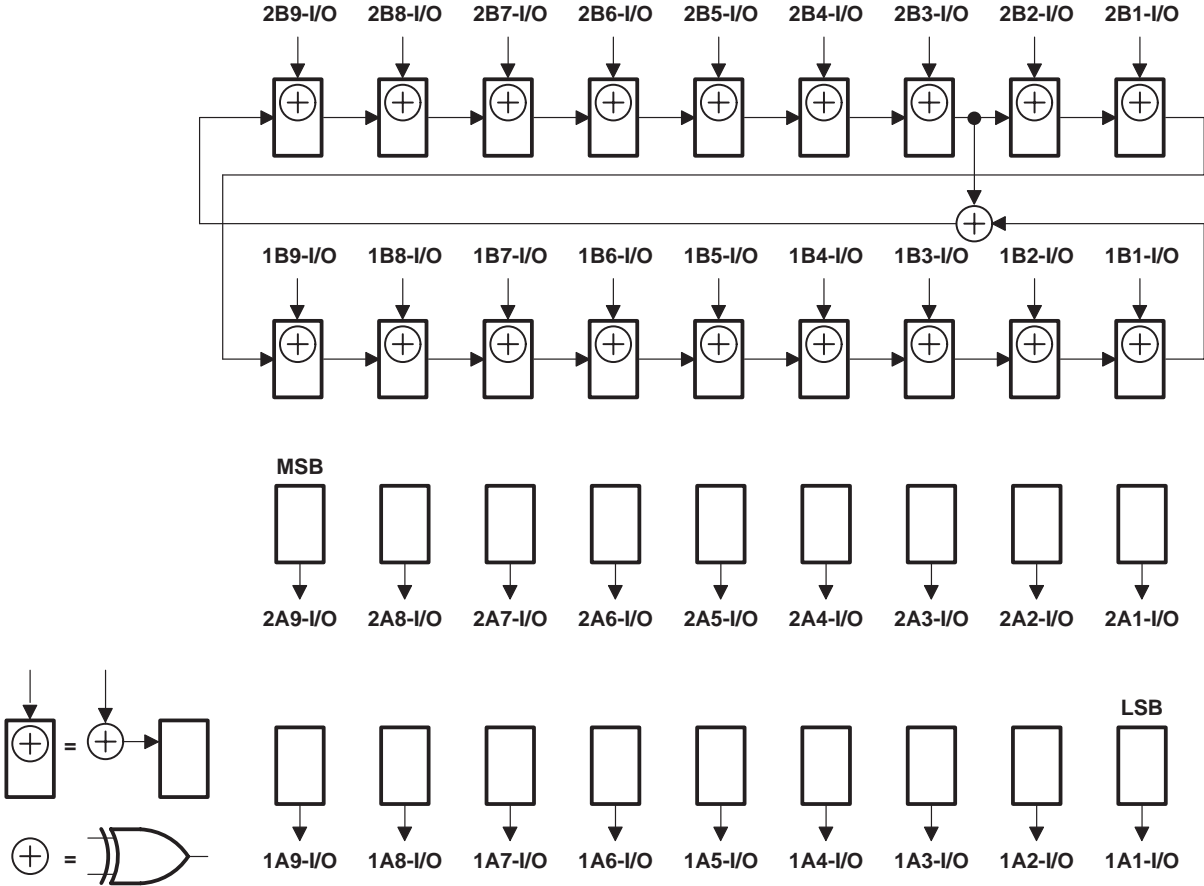 2B9-I/O 2B8-I/O 2B7-I/O 2B6-I/O 2B5-I/O 2B4-I/O 2B3-I/O 2B2-I/O 2B1-I/O
1B9-I/O 1B8-I/O 1B7-I/O 1B6-I/O 1B5-I/O 1B4-I/O 1B3-I/O 1B2-I/O 1B1-I/O
MSB
2A9-I/O 2A8-I/O 2A7-I/O 2A6-I/O 2A5-I/O 2A4-I/O 2A3-I/O 2A2-I/O 2A1-I/O
LSB
=
=
1A9-I/O 1A8-I/O 1A7-I/O 1A6-I/O 1A5-I/O 1A4-I/O 1A3-I/O 1A2-I/O 1A1-I/O